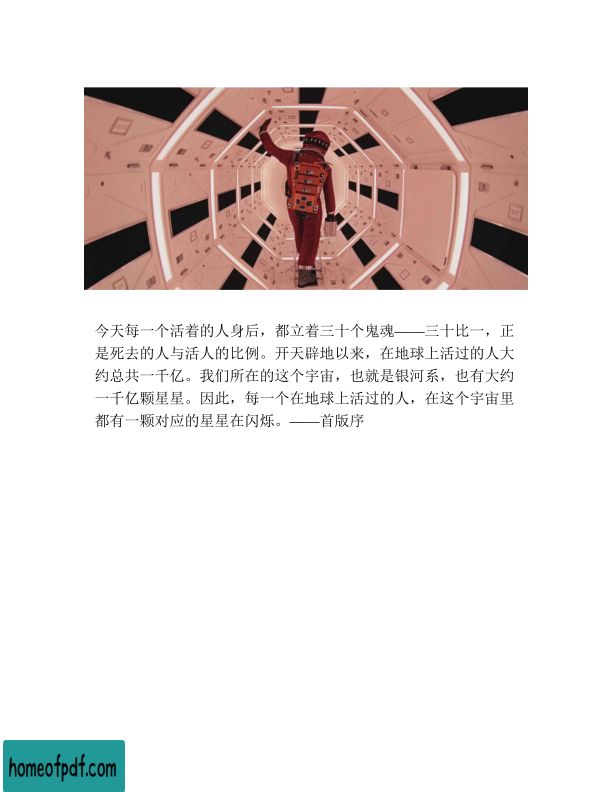 今天每一个活着的人身后，都立着三十个鬼魂——三十比一，正
是死去的人与活人的比例。开天辟地以来，在地球上活过的人大
约总共一千亿。我们所在的这个宇宙，也就是银河系，也有大约
一千亿颗星星。因此，每一个在地球上活过的人，在这个宇宙里
都有一颗对应的星星在闪烁。——首版序
homeofpdf.com